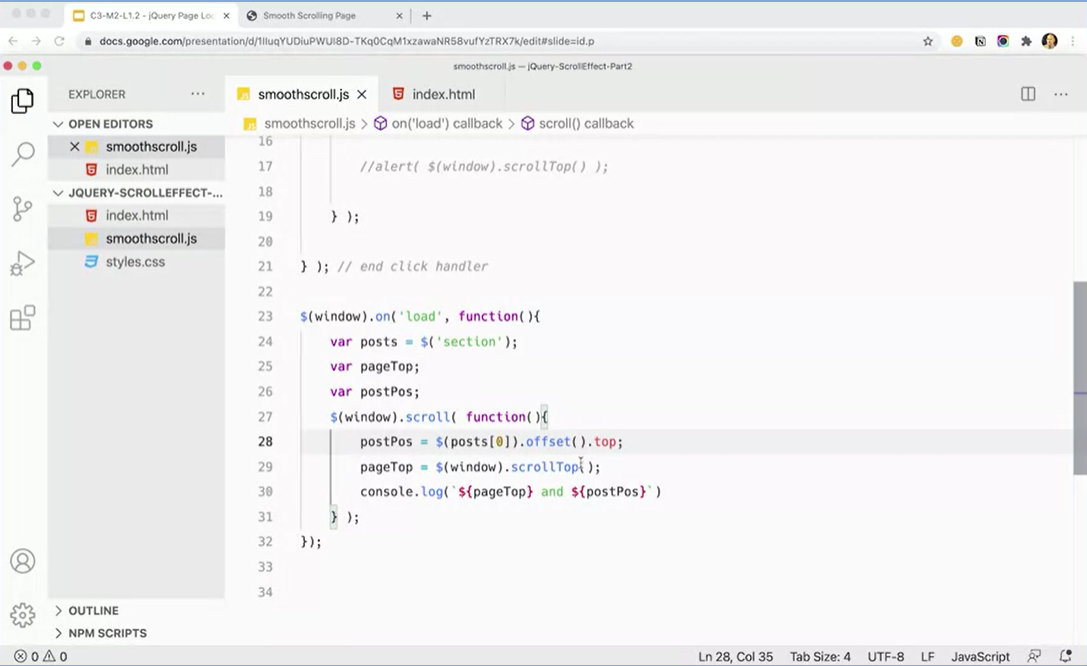 C3-M2-L1.2 - jQuery Page Loc
Smooth Scrolling Page
docs.google.com/presentation/d/1IIuqYUDiuPWUl8D-TKq0CqM1xzawaNR58vufYzTRX7k/edit#slide=id.p
smoothscroll.js — jQuery-ScrollEffect-Part2
EXPLORER
smoothscroll.js
index.html
OPEN EDITORS
smoothscroll.js > on('load') callback > scroll() callback
smoothscroll.js
index.html
JQUERY-SCROLLEFFECT-...
index.html
smoothscroll.js
styles.css
16
17 //alert( $(window).scrollTop() );
18
19 } );
20
21 } ); // end click handler
22
23 $(window).on('load', function(){
24 var posts = $('section');
25 var pageTop;
26 var postPos;
27 $(window).scroll( function(){
28 postPos = $(posts[0]).offset().top;
29 pageTop = $(window).scrollTop();
30 console.log(`${pageTop} and ${postPos}`)
31 } );
32 });
33
34
OUTLINE
NPM SCRIPTS
0 0
Ln 28, Col 35 Tab Size: 4 UTF-8 LF JavaScript